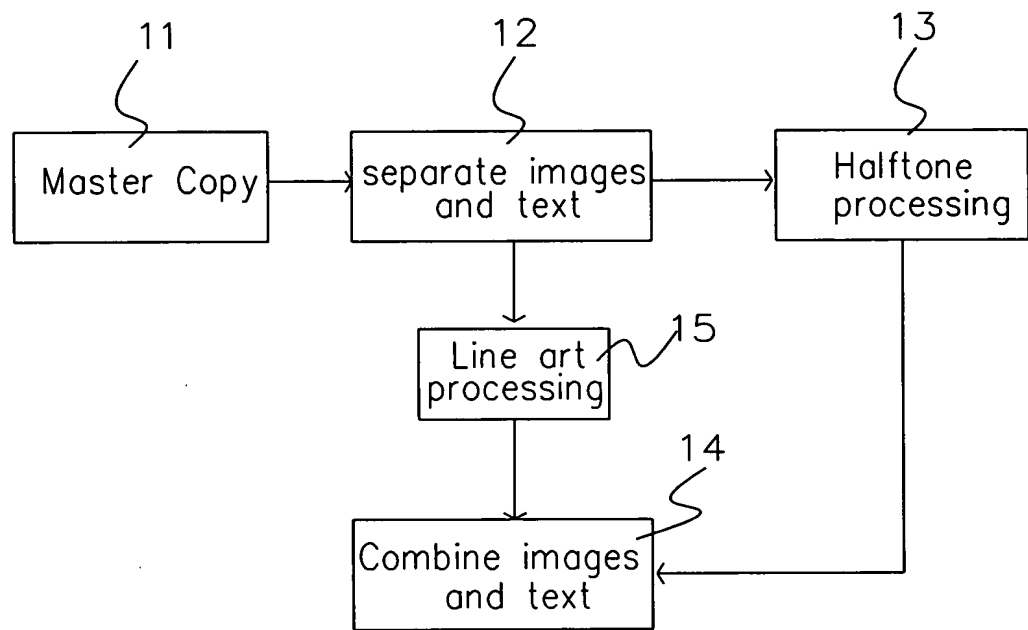 11
12
13
Master Copy
separate images
and text
Halftone
processing
15
Line art
processing
14
Combine images
and text